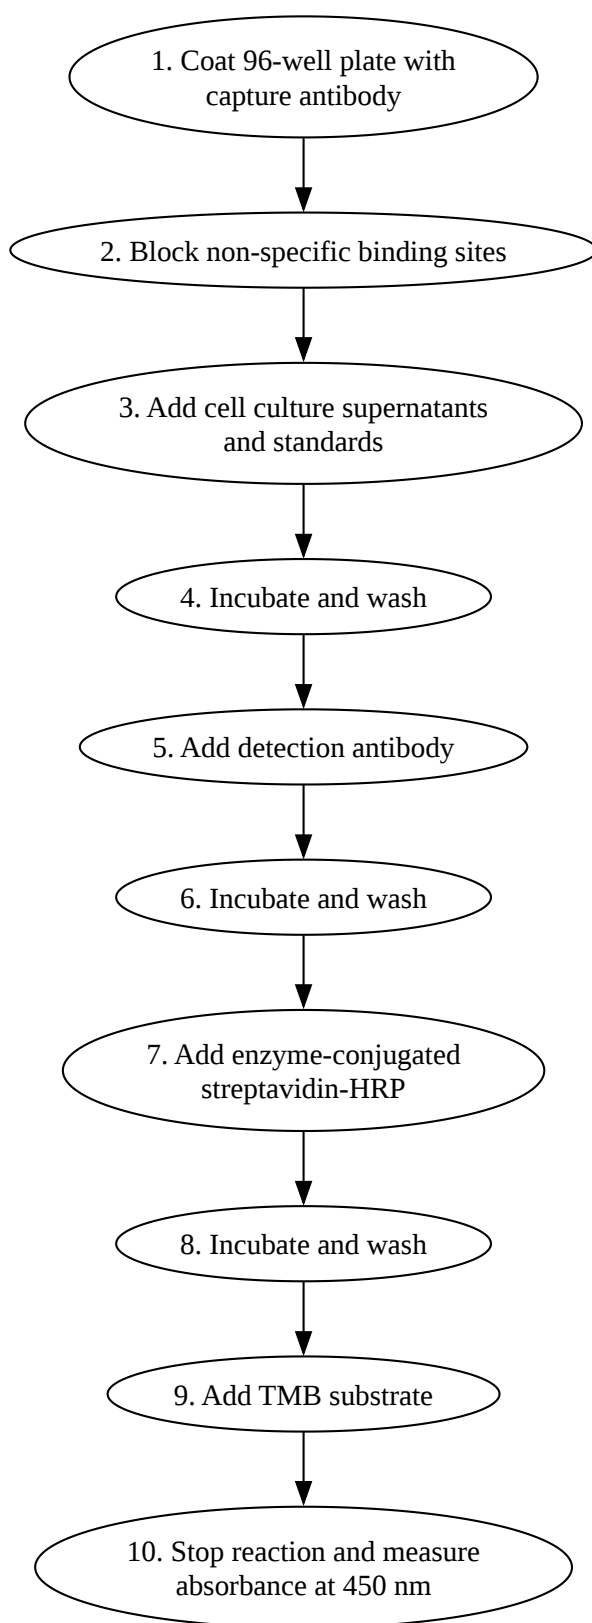 1. Coat 96-well plate with
capture antibody
2. Block non-specific binding sites
3. Add cell culture supernatants
and standards
4. Incubate and wash
5. Add detection antibody
6. Incubate and wash
7. Add enzyme-conjugated
streptavidin-HRP
8. Incubate and wash
9. Add TMB substrate
10. Stop reaction and measure
absorbance at 450 nm